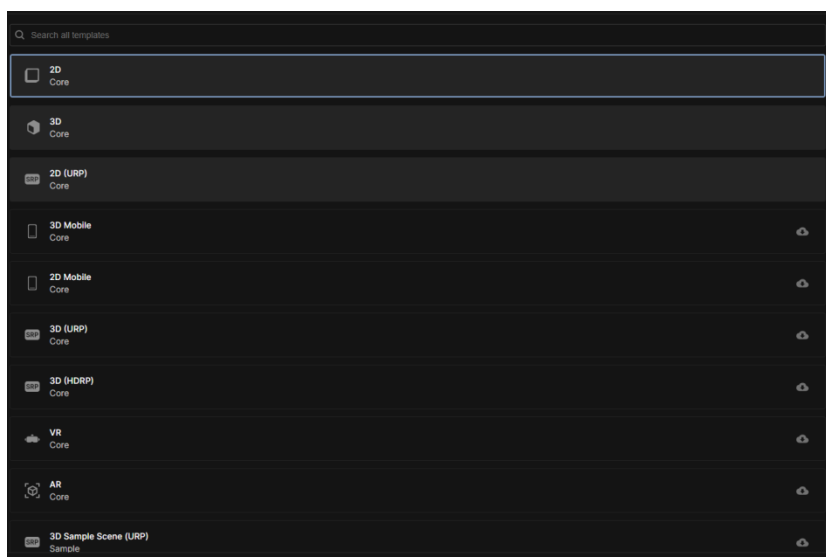 Search all templates
2D
Core
3D
Core
SRP
2D (URP)
Core
3D Mobile
Core
2D Mobile
Core
SRP
3D (URP)
Core
SRP
3D (HDRP)
Core
VR
Core
AR
Core
SRP
3D Sample Scene (URP)
Sample